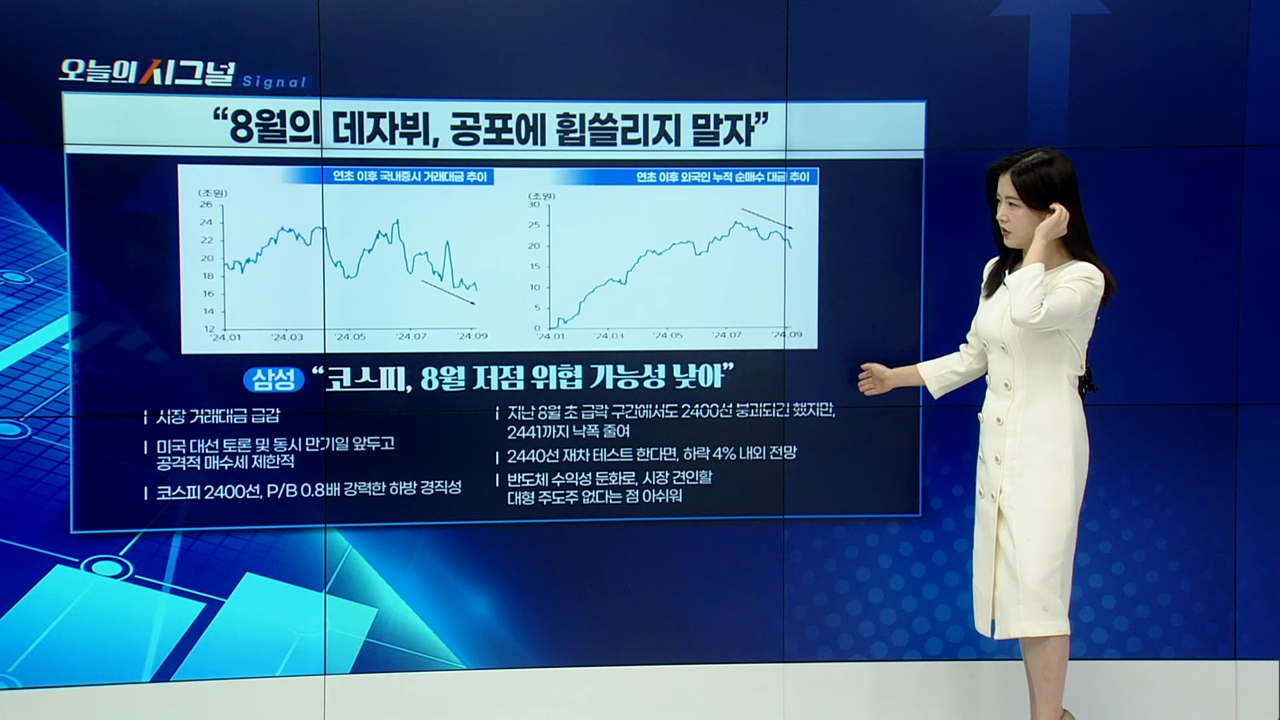 오늘의 시그널 Signal
“8월의 데자뷔, 공포에 휩쓸리지 말자”
연초 이후 국내증시 거래대금 추이
(조원)
26
24
22
20
18
16
14
12
'24.01 '24.03 '24.05 '24.07 '24.09
연초 이후 외국인 누적 순매수 대금 추이
(조원)
30
25
20
15
10
5
0
'24.01 '24.03 '24.05 '24.07 '24.09
삼성 “코스피, 8월 저점 위협 가능성 낮아”
시장 거래대금 급감
미국 대선 토론 및 동시 만기일 앞두고
공격적 매수세 제한적
코스피 2400선, P/B 0.8배 강력한 하방 경직성
지난 8월 초 급락 구간에서도 2400선 붕괴되긴 했지만,
2441까지 낙폭 줄여
2440선 재차 테스트 한다면, 하락 4% 내외 전망
반도체 수익성 둔화로, 시장 견인할
대형 주도주 없다는 점 아쉬워